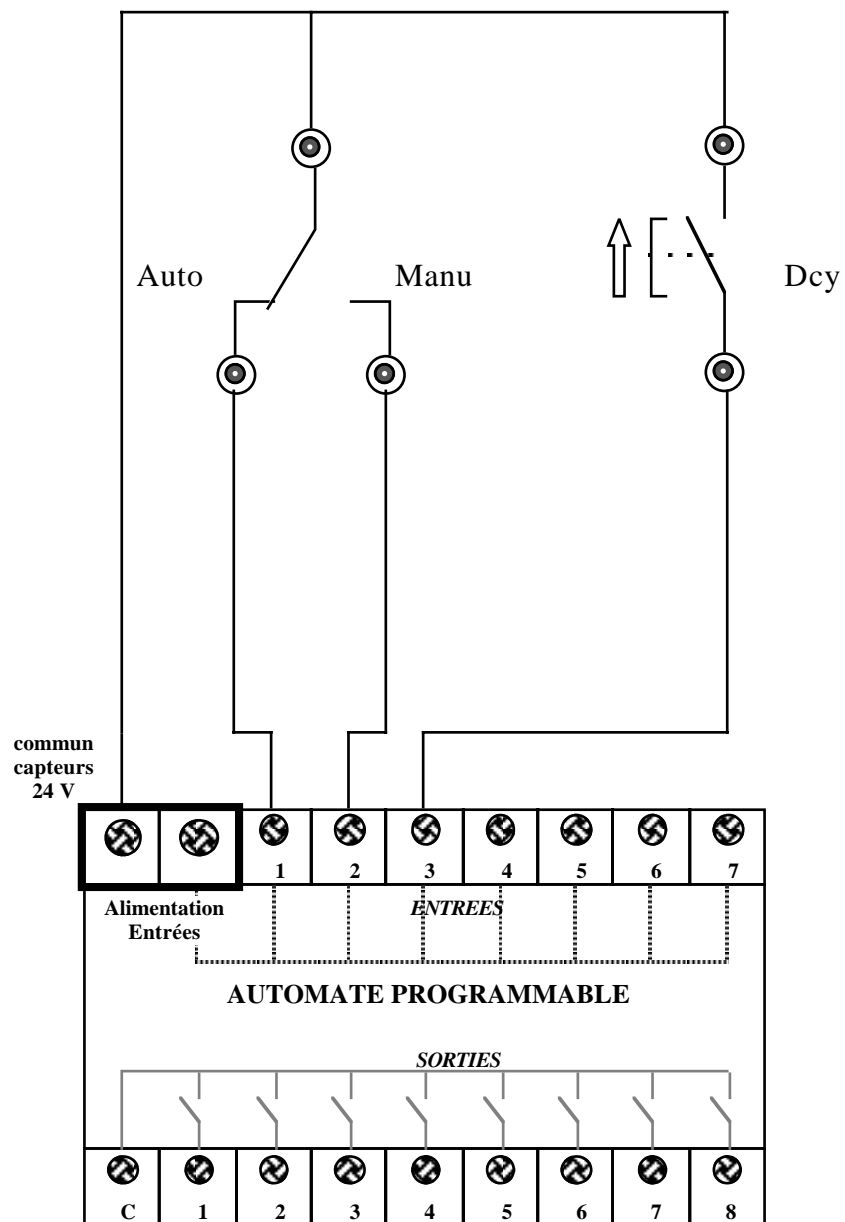 Auto Manu Dcy
commun
capteurs
24 V
1 2 3 4 5 6 7
Alimentation ENTREES
Entrées
AUTOMATE PROGRAMMABLE
SORTIES
C 1 2 3 4 5 6 7 8